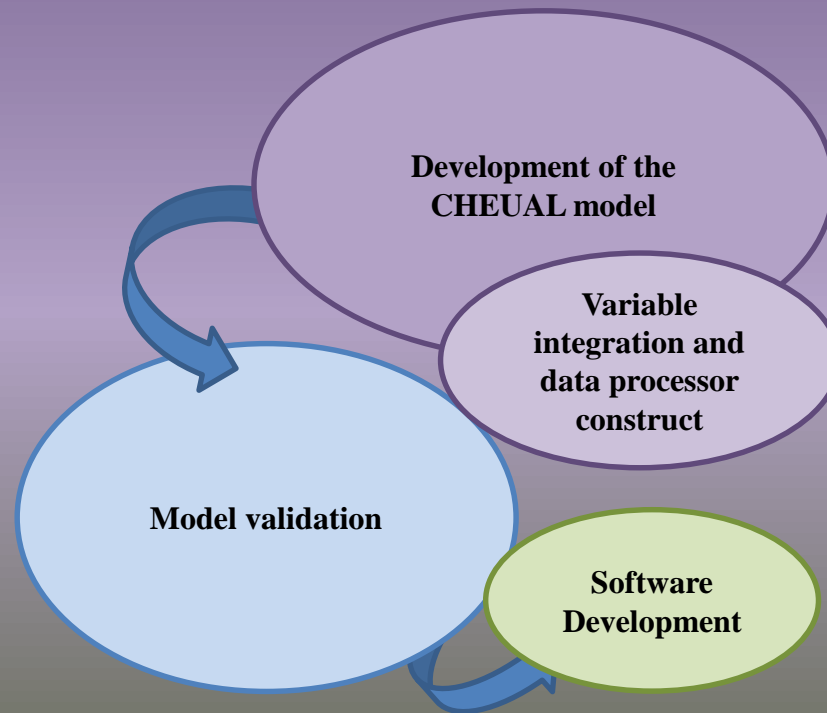 Development of the
CHEUAL model
Variable
integration and
data processor
construct
Model validation
Software
Development